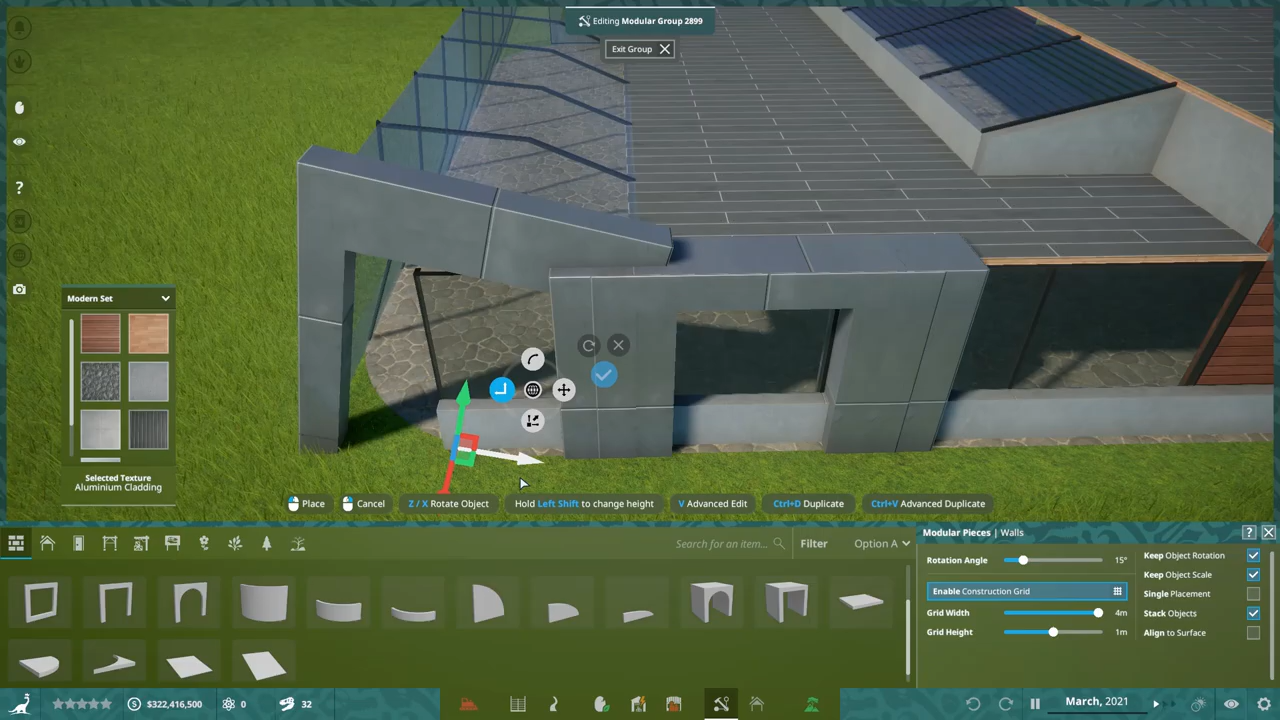 Editing Modular Group 2899
Exit Group
?
Modern Set
Selected Texture
Aluminium Cladding
Place
Cancel
Z / X Rotate Object
Hold Left Shift to change height
V Advanced Edit
Ctrl+D Duplicate
Ctrl+V Advanced Duplicate
Search for an item...
Filter
Option A
Modular Pieces | Walls
?
Rotation Angle
15°
Enable Construction Grid
Grid Width
4m
Grid Height
1m
Keep Object Rotation
Keep Object Scale
Single Placement
Stack Objects
Align to Surface
$322,416,500
0
32
March, 2021